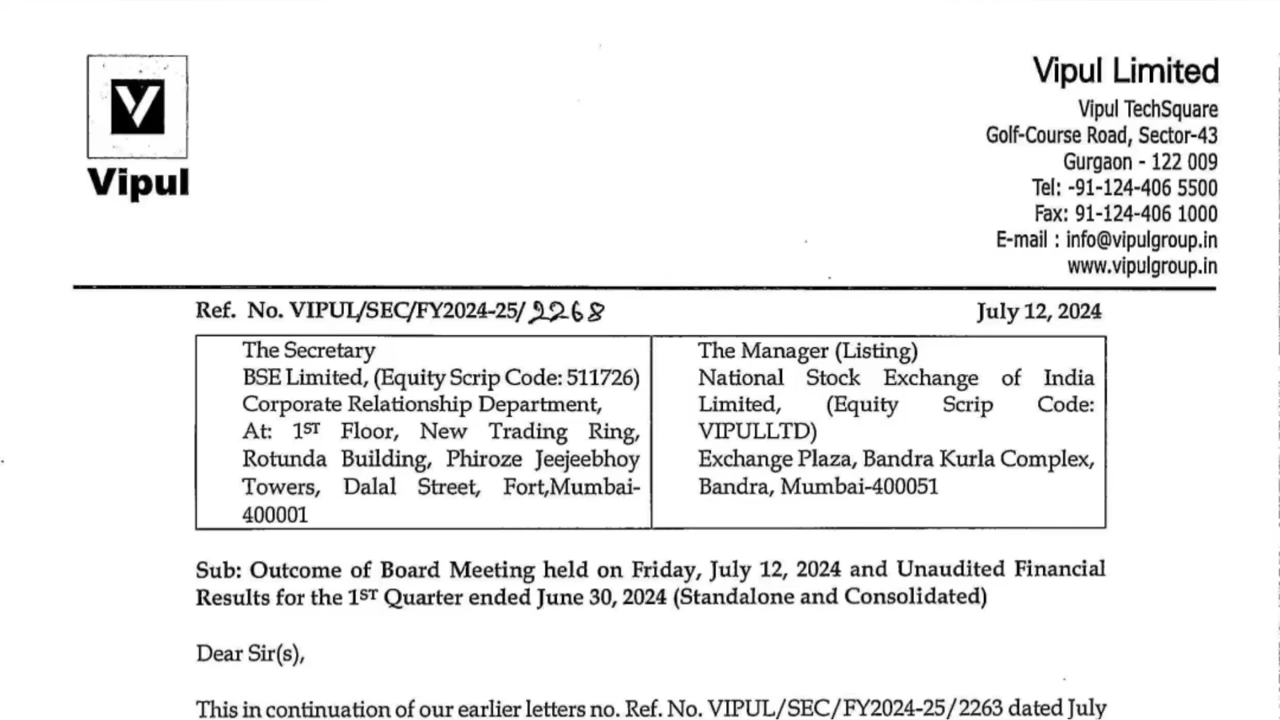 V
Vipul
Vipul Limited
Vipul TechSquare
Golf-Course Road, Sector-43
Gurgaon - 122 009
Tel: -91-124-406 5500
Fax: 91-124-406 1000
E-mail : info@vipulgroup.in
www.vipulgroup.in
Ref. No. VIPUL/SEC/FY2024-25/2268
July 12, 2024
The Secretary
BSE Limited, (Equity Scrip Code: 511726)
Corporate Relationship Department,
At: 1ST Floor, New Trading Ring,
Rotunda Building, Phiroze Jeejeebhoy
Towers, Dalal Street, Fort,Mumbai-
400001
The Manager (Listing)
National Stock Exchange of India
Limited, (Equity Scrip Code:
VIPULLTD)
Exchange Plaza, Bandra Kurla Complex,
Bandra, Mumbai-400051
Sub: Outcome of Board Meeting held on Friday, July 12, 2024 and Unaudited Financial
Results for the 1ST Quarter ended June 30, 2024 (Standalone and Consolidated)
Dear Sir(s),
This in continuation of our earlier letters no. Ref. No. VIPUL/SEC/FY2024-25/2263 dated July